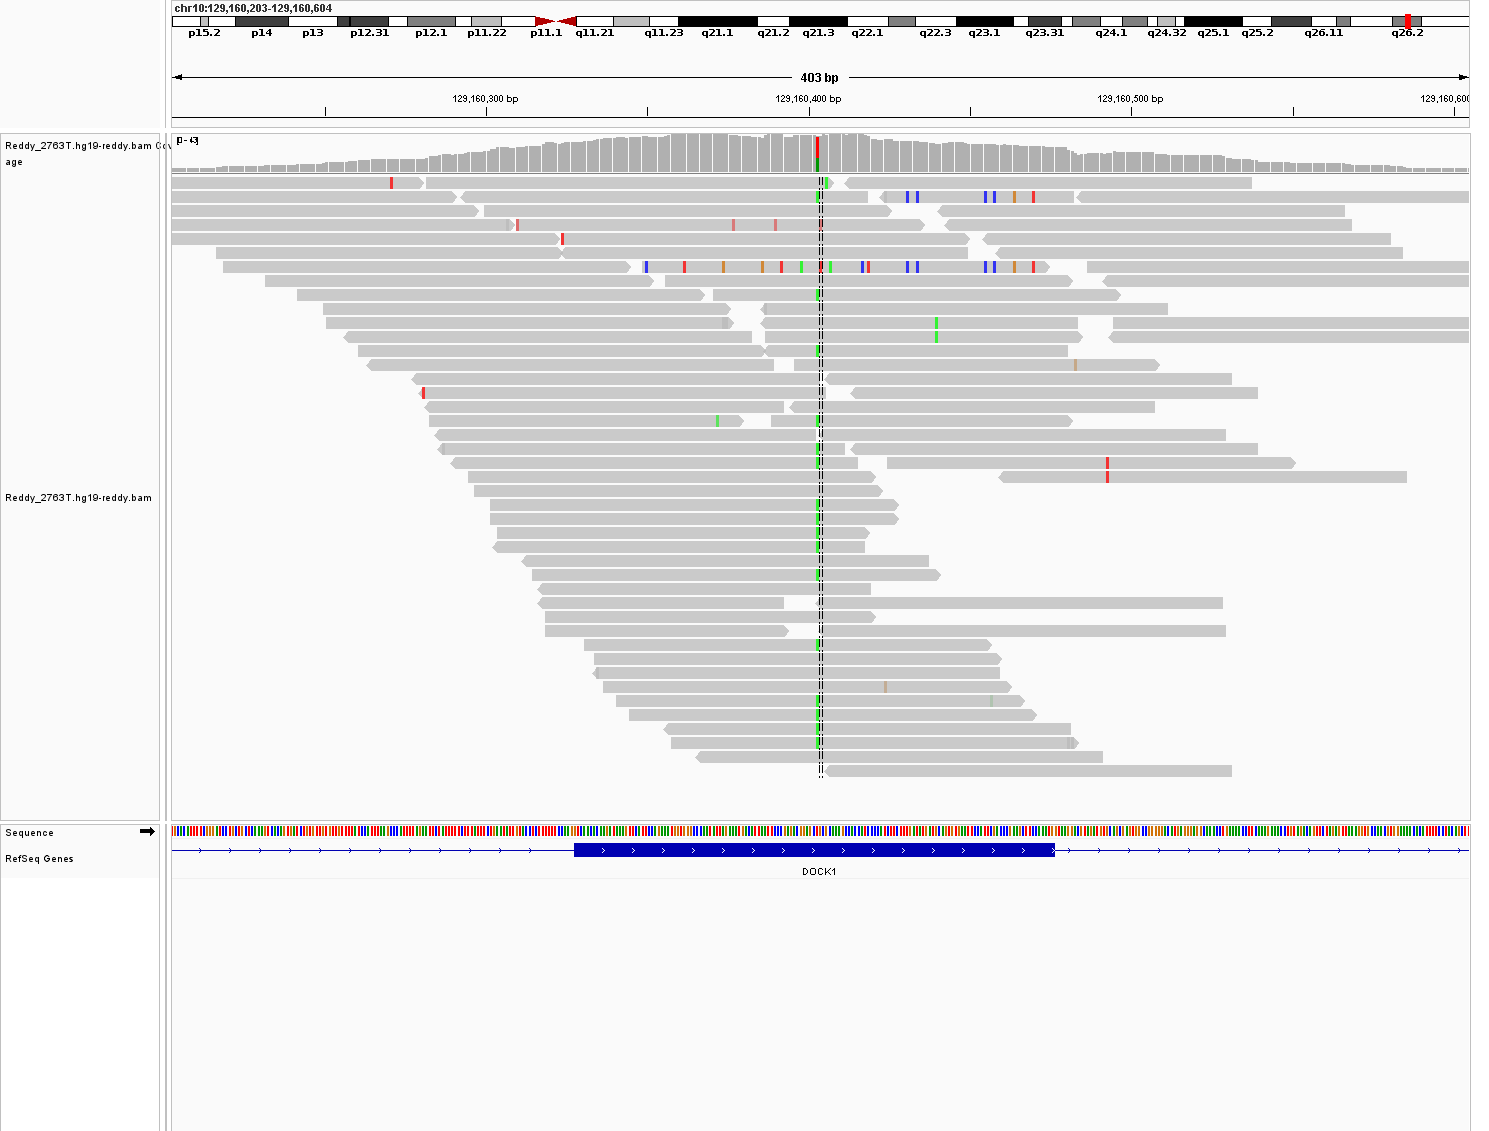 chr10:129,160,203-129,160,604
p15.2 p14 p13 p12.31 p12.1 p11.22 p11.1 q11.21 q11.23 q21.1 q21.2 q21.3 q22.1 q22.3 q23.1 q23.31 q24.1 q24.32 q25.1 q25.2 q26.11 q26.2
403 bp
129,160,300 bp 129,160,400 bp 129,160,500 bp 129,160,600
Reddy_2763T.hg19-reddy.bam Cov
age
[0 - 43]
Reddy_2763T.hg19-reddy.bam
Sequence
RefSeq Genes
DOCK1